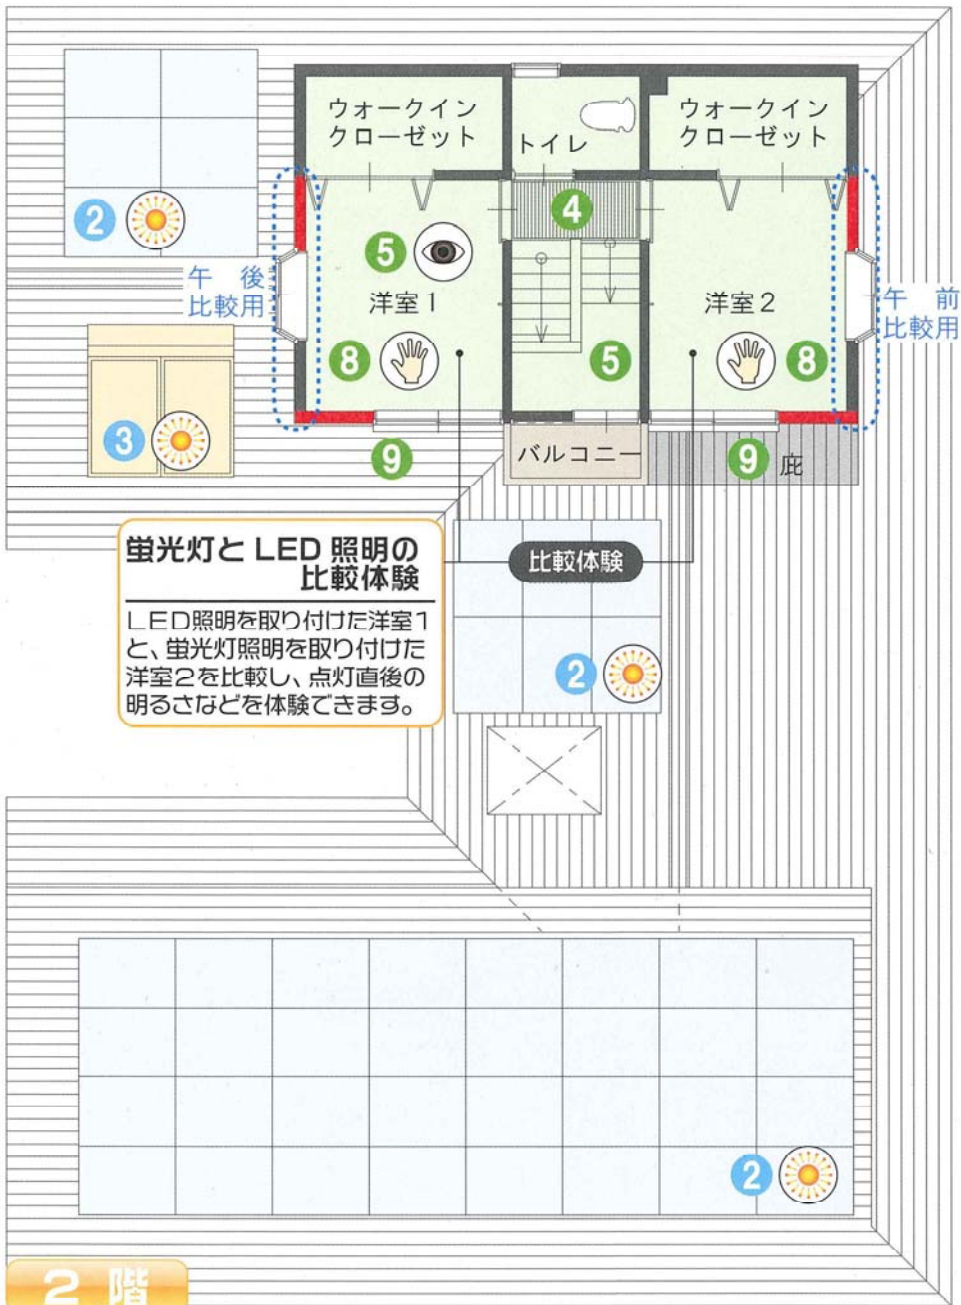 ウォークイン
クローゼット
トイレ
ウォークイン
クローゼット
2
4
5
午後
比較用
洋室1
洋室2
午前
比較用
8
5
8
3
9
バルコニー
9
庇
蛍光灯とLED照明の
比較体験
LED照明を取り付けた洋室1
と、蛍光灯照明を取り付けた
洋室2を比較し、点灯直後の
明るさなどを体験できます。
比較体験
2
2
2階